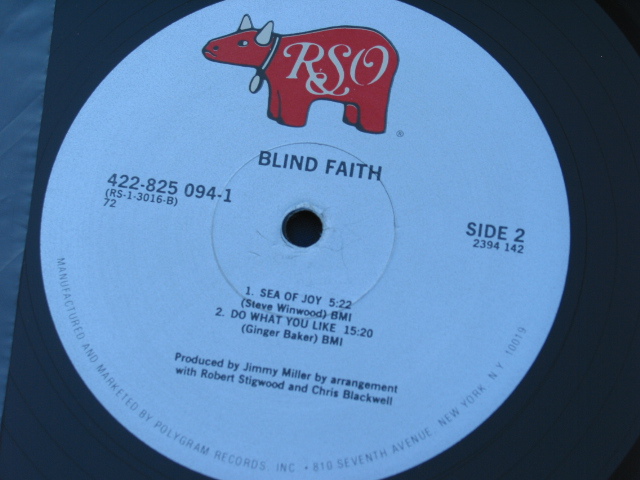 RSO
®
BLIND FAITH
422-825 094-1
(RS-1-3016-B)
72
SIDE 2
2394 142
1. SEA OF JOY 5:22
(Steve Winwood) BMI
2. DO WHAT YOU LIKE 15:20
(Ginger Baker) BMI
Produced by Jimmy Miller by arrangement
with Robert Stigwood and Chris Blackwell
MANUFACTURED AND MARKETED BY POLYGRAM RECORDS, INC. • 810 SEVENTH AVENUE, NEW YORK, N.Y. 10019